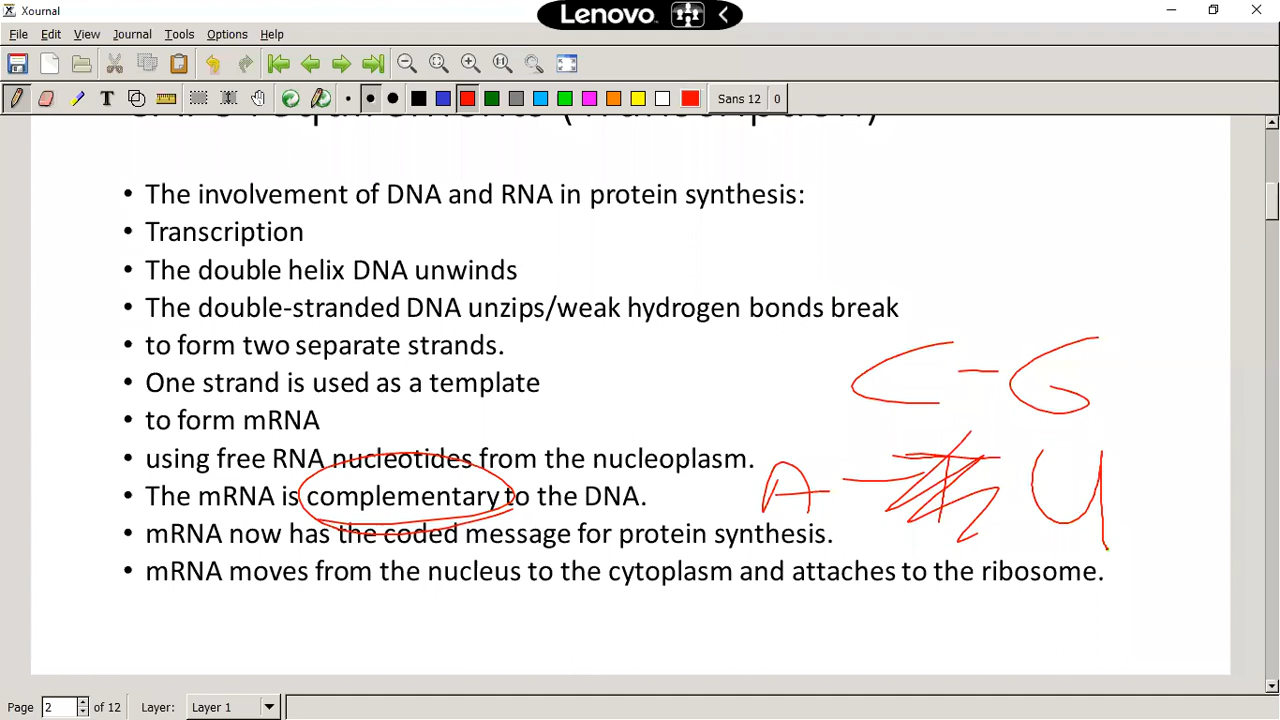 Xournal
Lenovo
File Edit View Journal Tools Options Help
T Sans 12 0
• The involvement of DNA and RNA in protein synthesis:
• Transcription
• The double helix DNA unwinds
• The double-stranded DNA unzips/weak hydrogen bonds break
• to form two separate strands.
C - G
• One strand is used as a template
• to form mRNA
• using free RNA nucleotides from the nucleoplasm.
A - U
• The mRNA is complementary to the DNA.
• mRNA now has the coded message for protein synthesis.
• mRNA moves from the nucleus to the cytoplasm and attaches to the ribosome.
Page 2 of 12 Layer: Layer 1